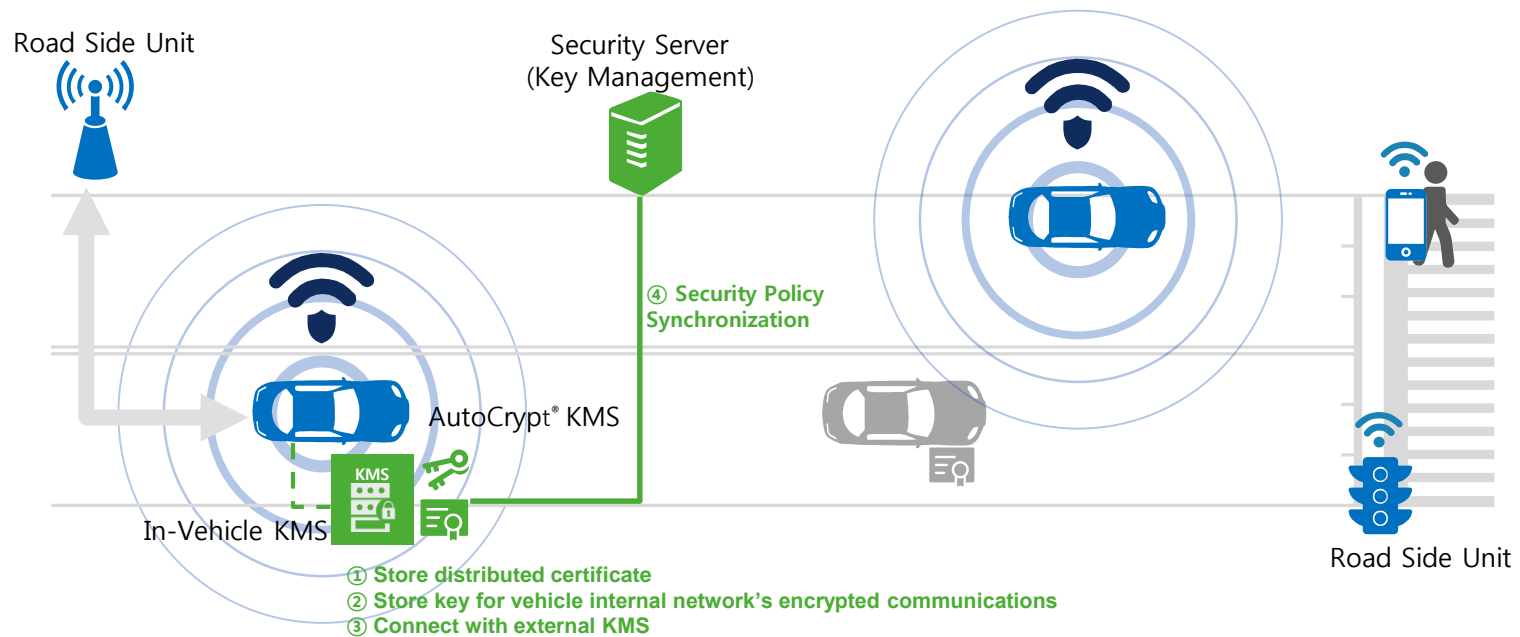 Road Side Unit
Security Server
(Key Management)
④ Security Policy
Synchronization
AutoCrypt® KMS
KMS
In-Vehicle KMS
① Store distributed certificate
② Store key for vehicle internal network's encrypted communications
③ Connect with external KMS
Road Side Unit